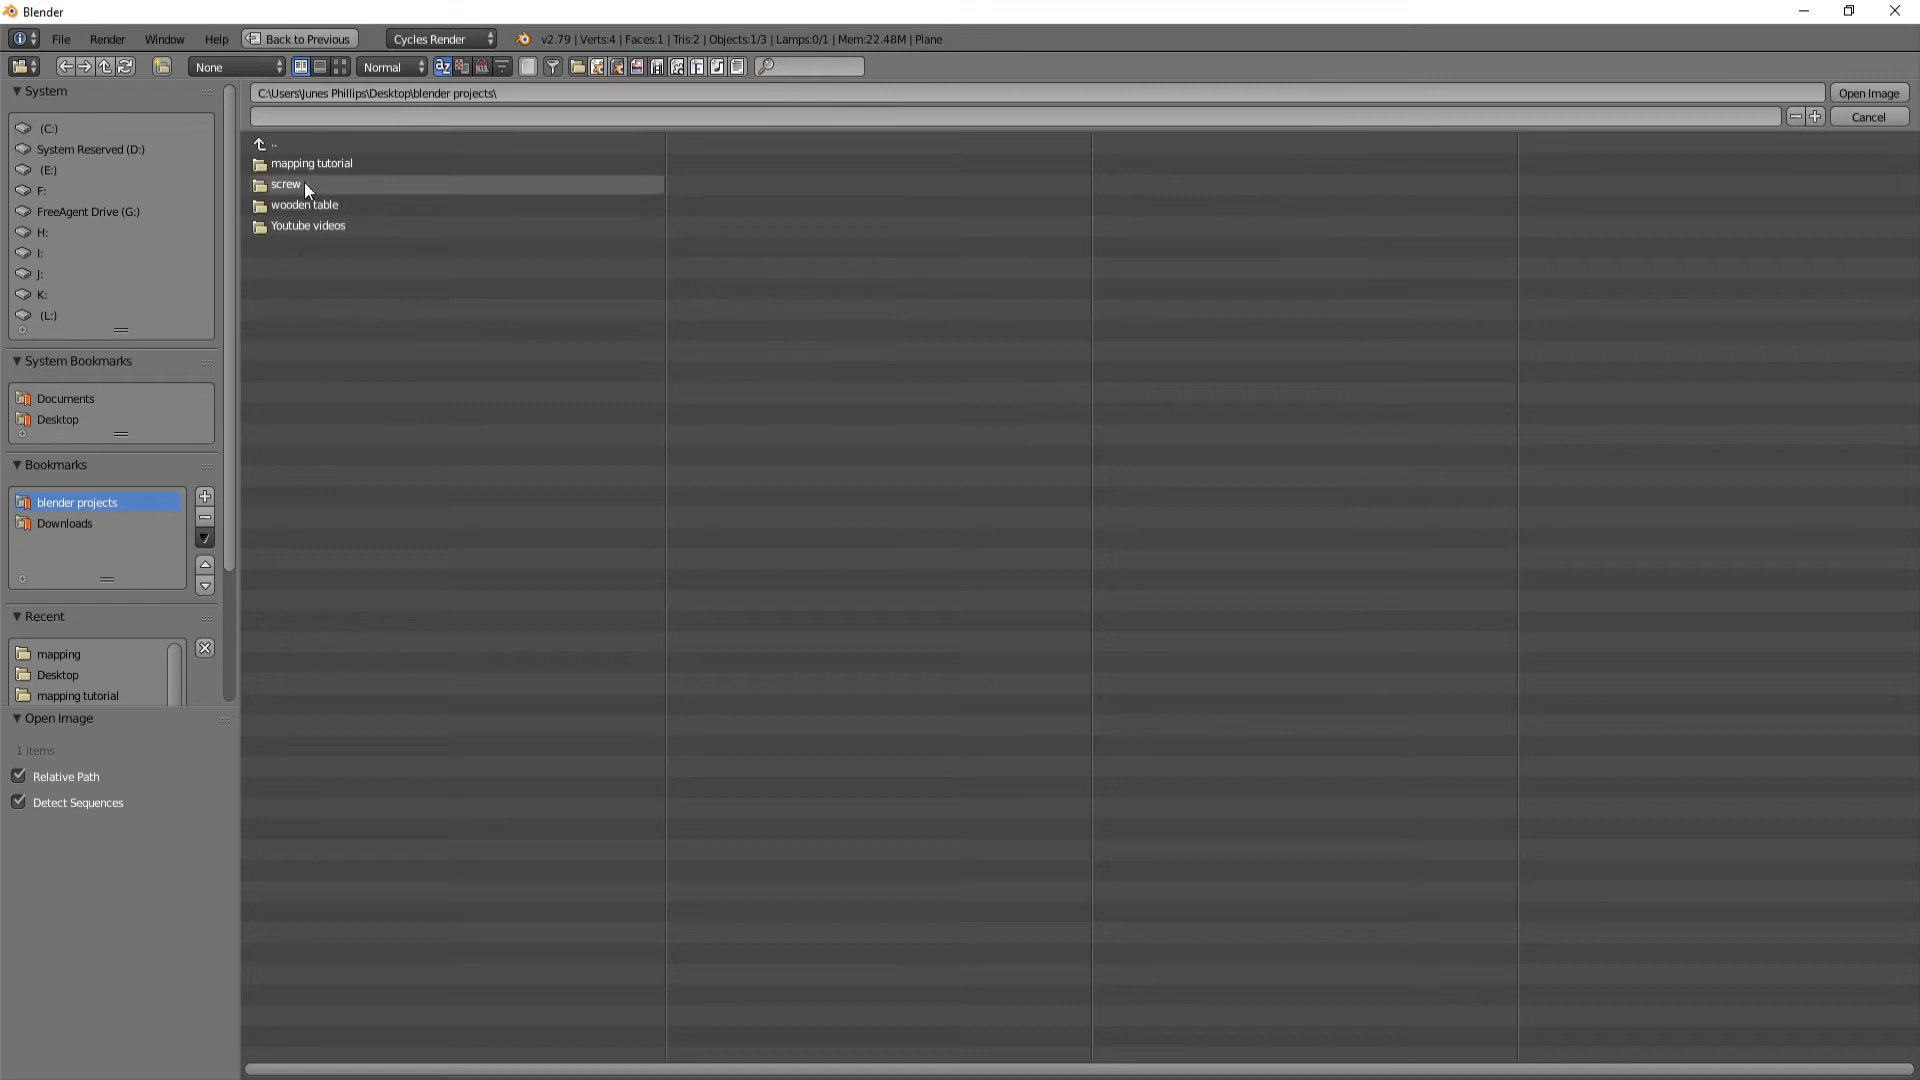 Blender
File Render Window Help Back to Previous Cycles Render v2.79 | Verts:4 | Faces:1 | Tris:2 | Objects:1/3 | Lamps:0/1 | Mem:22.48M | Plane
None Normal
System
C:\Users\Junes Phillips\Desktop\blender projects\ Open Image
Cancel
(C:)
System Reserved (D:)
(E:)
F:
FreeAgent Drive (G:)
H:
I:
J:
K:
(L:)
..
mapping tutorial
screw
wooden table
Youtube videos
System Bookmarks
Documents
Desktop
Bookmarks
blender projects
Downloads
Recent
mapping
Desktop
mapping tutorial
Open Image
1 items
Relative Path
Detect Sequences